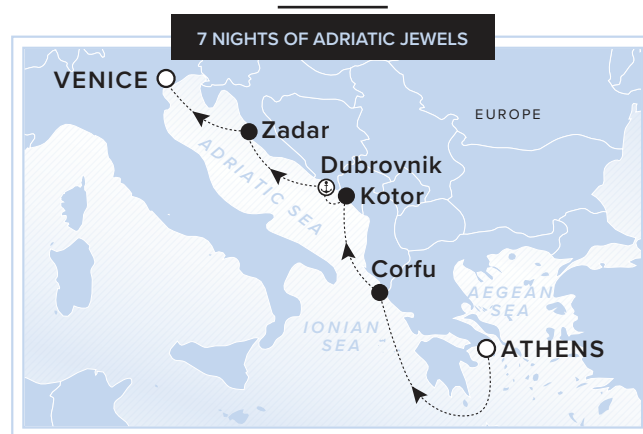 7 NIGHTS OF ADRIATIC JEWELS
VENICE
EUROPE
Zadar
ADRIATIC SEA
Dubrovnik
Kotor
Corfu
AEGEAN
SEA
IONIAN
SEA
ATHENS